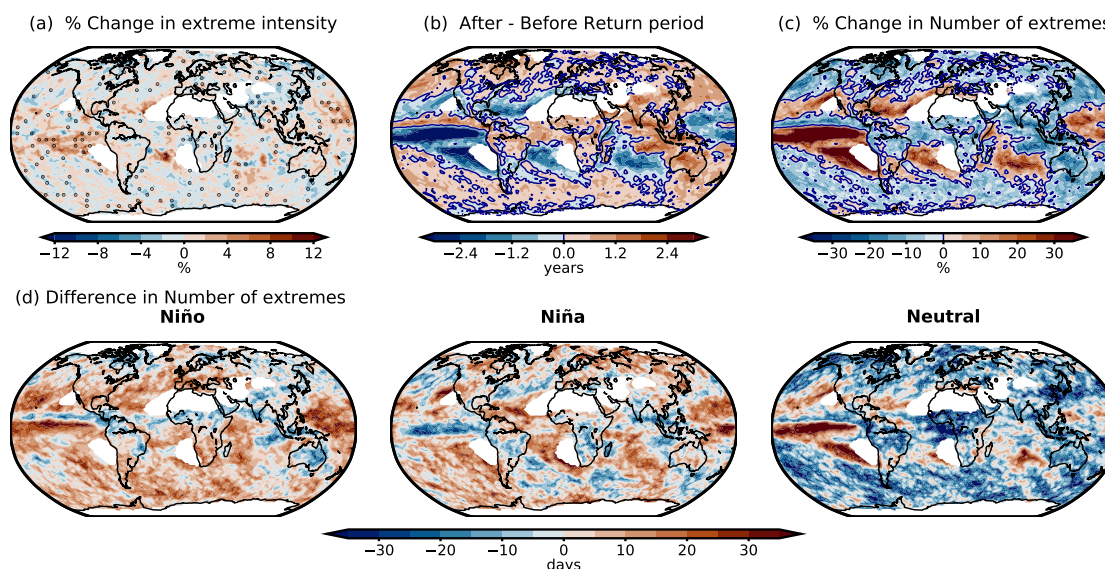 (a) % Change in extreme intensity
(b) After - Before Return period
(c) % Change in Number of extremes
−12 −8 −4 0 4 8 12
%
−2.4 −1.2 0.0 1.2 2.4
years
−30 −20 −10 0 10 20 30
%
(d) Difference in Number of extremes
Niño
Niña
Neutral
−30 −20 −10 0 10 20 30
days